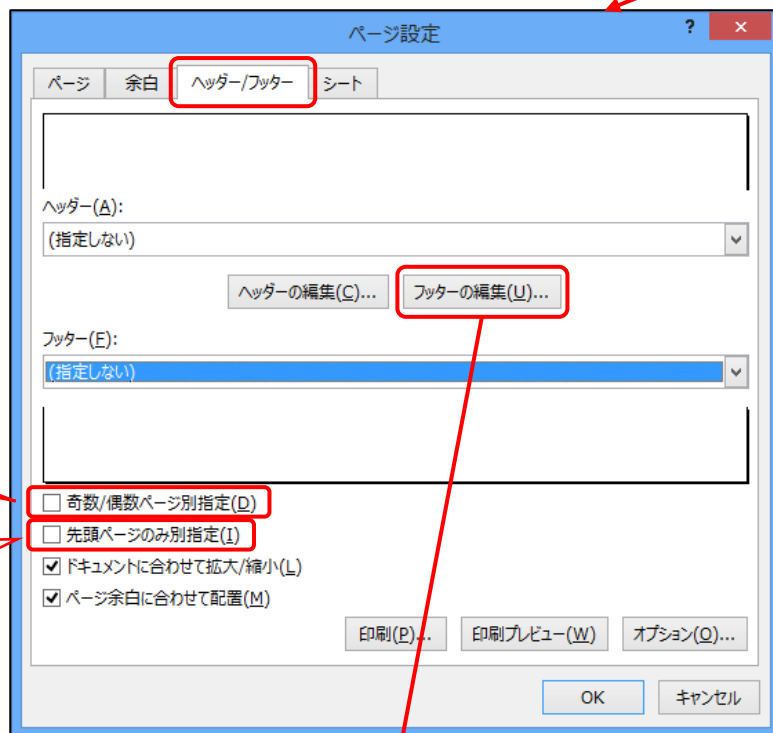 ページ設定
? ×
ページ 余白 ヘッダー/フッター シート
ヘッダー(A):
(指定しない)
ヘッダーの編集(C)... フッターの編集(U)...
フッター(F):
(指定しない)
奇数/偶数ページ別指定(D)
先頭ページのみ別指定(I)
ドキュメントに合わせて拡大/縮小(L)
ページ余白に合わせて配置(M)
印刷(P)... 印刷プレビュー(W) オプション(O)...
OK キャンセル